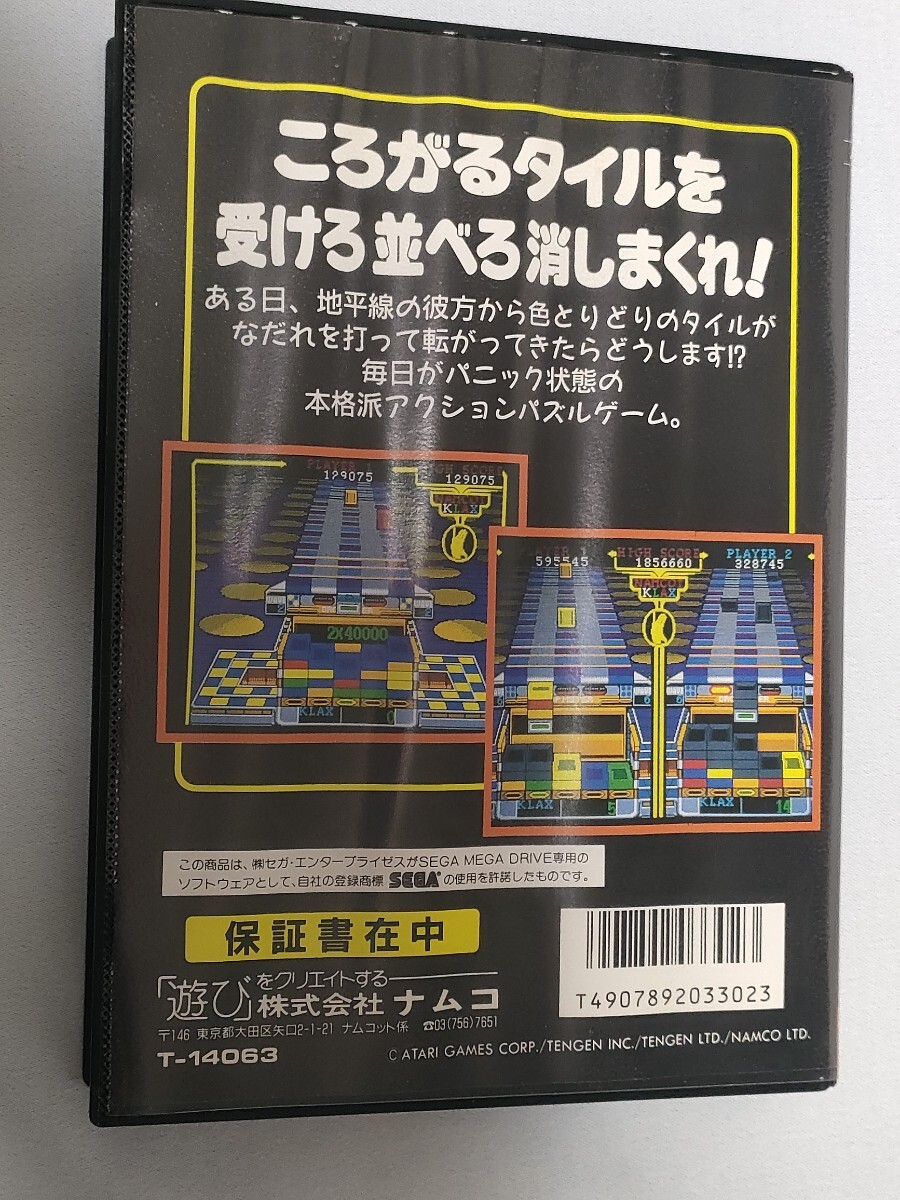 ころがるタイルを
受けろ並べろ消しまくれ!
ある日、地平線の彼方から色とりどりのタイルが
なだれを打って転がってきたらどうします!?
毎日がパニック状態の
本格派アクションパズルゲーム。
PLAYER 1 HIGH SCORE
129075 129075
NAMCOT
KLAX
2X40000
KLAX 0
HIGH SCORE PLAYER 2
595545 1856660 328745
NAMCOT
KLAX
KLAX 5 KLAX 14
この商品は、㈱セガ・エンタープライゼスがSEGA MEGA DRIVE専用の
ソフトウェアとして、自社の登録商標 SEGA®の使用を許諾したものです。
保証書在中
「遊び」をクリエイトする
株式会社 ナムコ
〒146 東京都大田区矢口2-1-21 ナムコット係 ☎03(756)7651
T-14063
T4907892033023
© ATARI GAMES CORP./TENGEN INC./TENGEN LTD./NAMCO LTD.